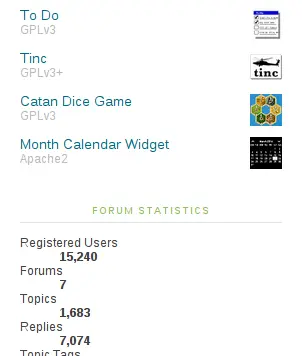 To Do
GPLv3
Tinc
GPLv3+
tinc
Catan Dice Game
GPLv3
Month Calendar Widget
Apache2
FORUM STATISTICS
Registered Users
15,240
Forums
7
Topics
1,683
Replies
7,074
Topic Tags